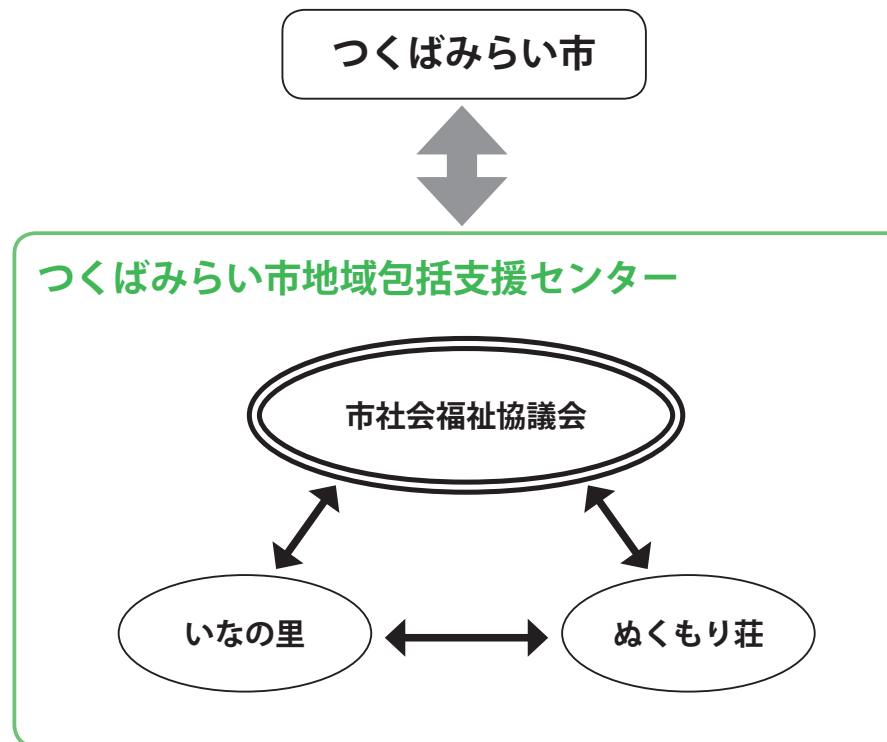 つくばみらい市
つくばみらい市地域包括支援センター
市社会福祉協議会
いなの里
ぬくもり荘